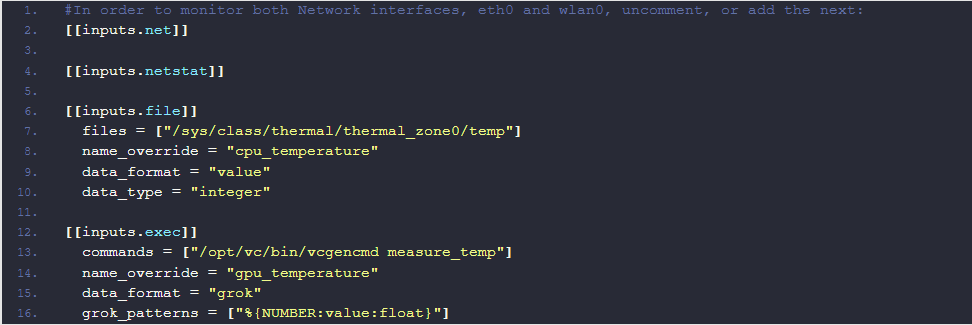 1. #In order to monitor both Network interfaces, eth0 and wlan0, uncomment, or add the next:
2. [[inputs.net]]
3.
4. [[inputs.netstat]]
5.
6. [[inputs.file]]
7.   files = ["/sys/class/thermal/thermal_zone0/temp"]
8.   name_override = "cpu_temperature"
9.   data_format = "value"
10.   data_type = "integer"
11.
12. [[inputs.exec]]
13.   commands = ["/opt/vc/bin/vcgencmd measure_temp"]
14.   name_override = "gpu_temperature"
15.   data_format = "grok"
16.   grok_patterns = ["%{NUMBER:value:float}"]